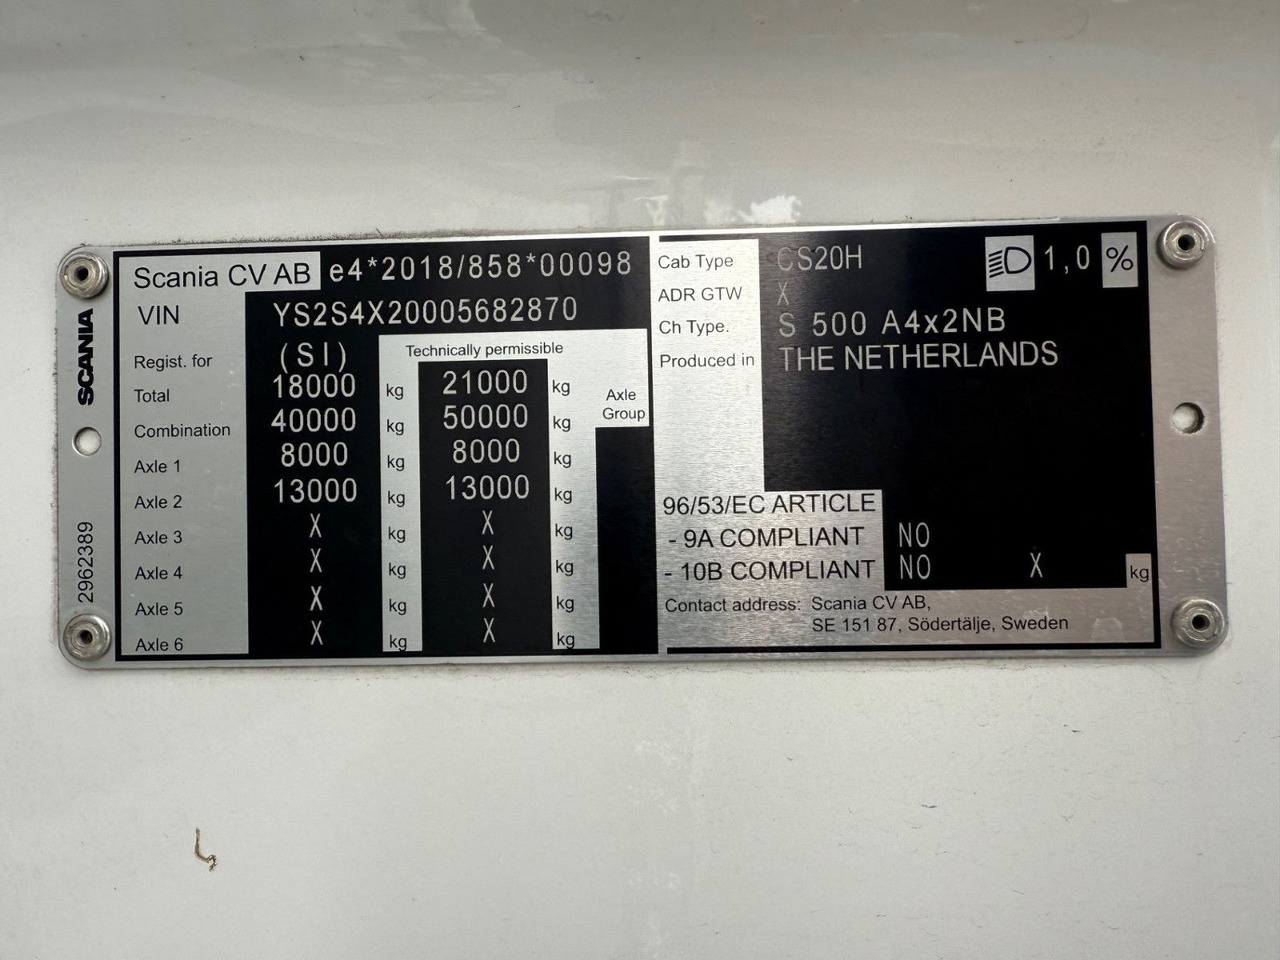 SCANIA
2962389
Scania CV AB e4*2018/858*00098
VIN YS2S4X20005682870
Regist. for (SI) Technically permissible
Total 18000 kg 21000 kg Axle Group
Combination 40000 kg 50000 kg
Axle 1 8000 kg 8000 kg
Axle 2 13000 kg 13000 kg
Axle 3 X kg X kg
Axle 4 X kg X kg
Axle 5 X kg X kg
Axle 6 X kg X kg
Cab Type CS20H 1,0 %
ADR GTW X
Ch Type. S 500 A4x2NB
Produced in THE NETHERLANDS
96/53/EC ARTICLE
- 9A COMPLIANT NO
- 10B COMPLIANT NO X kg
Contact address: Scania CV AB,
SE 151 87, Södertälje, Sweden